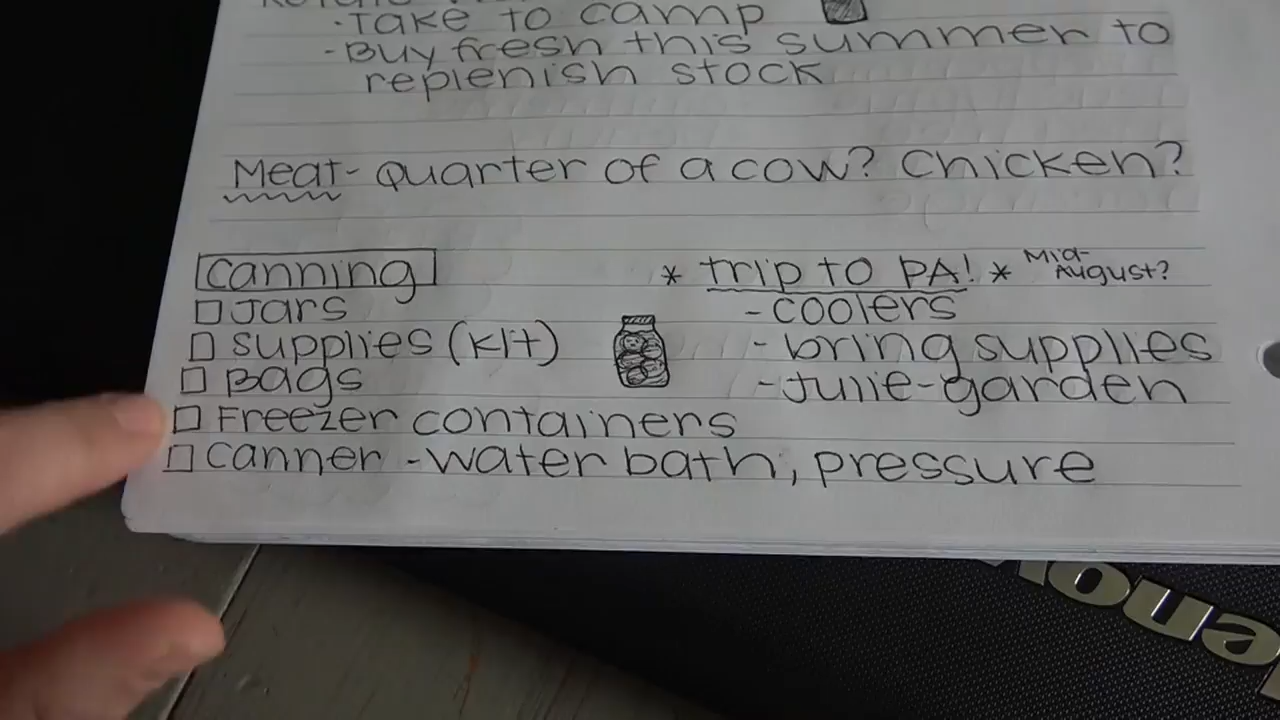 ·Take to camp
-Buy fresh this summer to
replenish stock
Meat- quarter of a cow? Chicken?
Canning
Jars
supplies (kit)
Bags
Freezer containers
canner -water bath, pressure
* trip to PA! * Mid-
August?
-coolers
-bring supplies
-Julie-garden